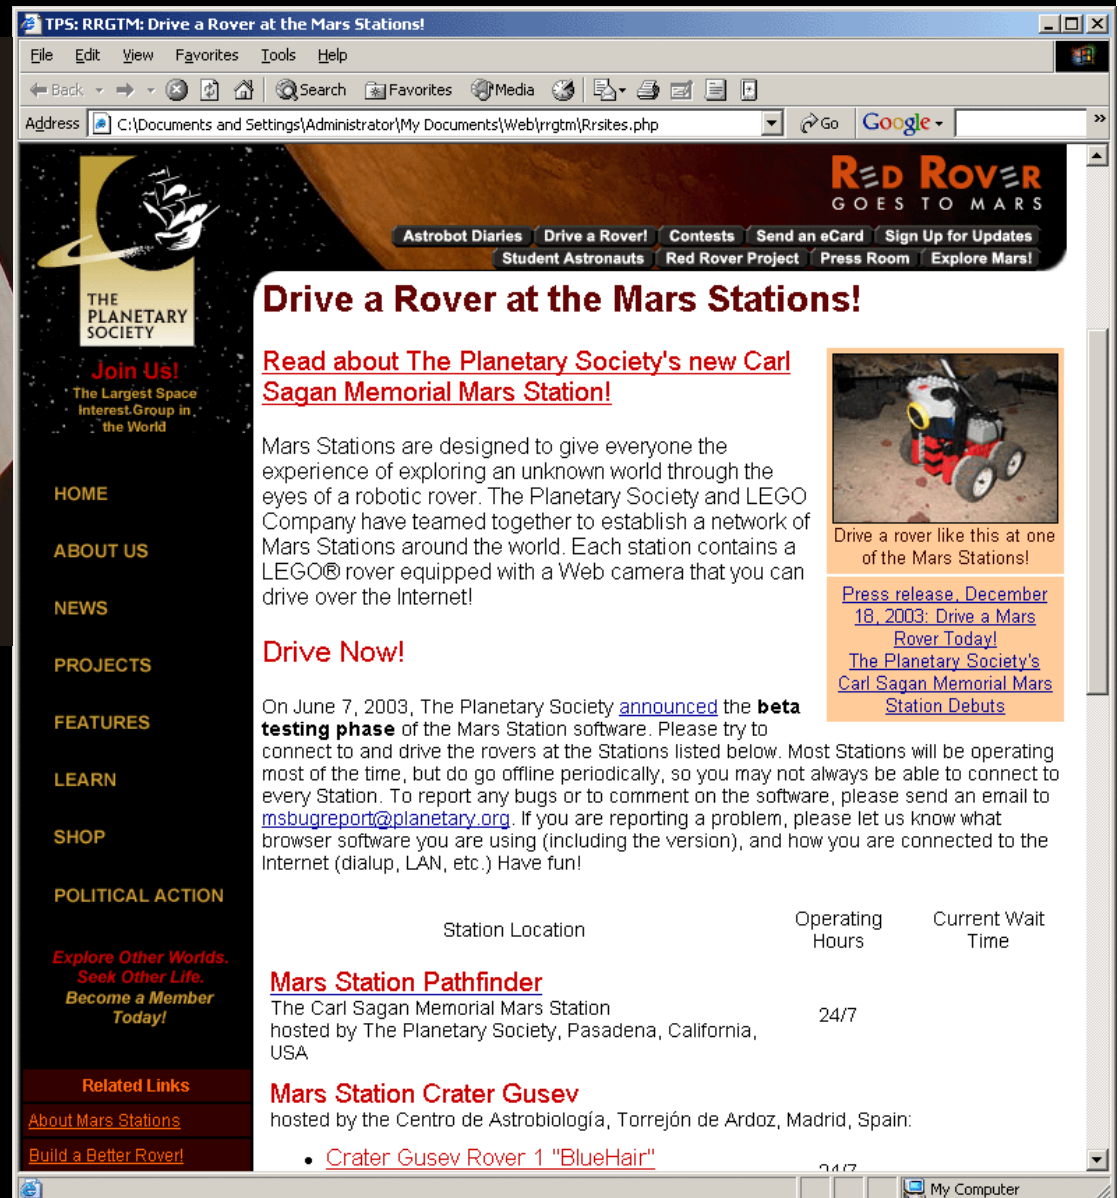 TPS: RRGTM: Drive a Rover at the Mars Stations!
File Edit View Favorites Tools Help
Back Search Favorites Media
Address C:\Documents and Settings\Administrator\My Documents\Web\rrgtm\Rrsites.php Go Google »
RED ROVER
GOES TO MARS
Astrobot Diaries Drive a Rover! Contests Send an eCard Sign Up for Updates
Student Astronauts Red Rover Project Press Room Explore Mars!
THE
PLANETARY
SOCIETY
Join Us!
The Largest Space
Interest Group in
the World
HOME
ABOUT US
NEWS
PROJECTS
FEATURES
LEARN
SHOP
POLITICAL ACTION
Explore Other Worlds.
Seek Other Life.
Become a Member
Today!
Related Links
About Mars Stations
Build a Better Rover!
Drive a Rover at the Mars Stations!
Read about The Planetary Society's new Carl
Sagan Memorial Mars Station!
Mars Stations are designed to give everyone the
experience of exploring an unknown world through the
eyes of a robotic rover. The Planetary Society and LEGO
Company have teamed together to establish a network of
Mars Stations around the world. Each station contains a
LEGO® rover equipped with a Web camera that you can
drive over the Internet!
Drive a rover like this at one
of the Mars Stations!
Press release, December
18, 2003: Drive a Mars
Rover Today!
The Planetary Society's
Carl Sagan Memorial Mars
Station Debuts
Drive Now!
On June 7, 2003, The Planetary Society announced the beta
testing phase of the Mars Station software. Please try to
connect to and drive the rovers at the Stations listed below. Most Stations will be operating
most of the time, but do go offline periodically, so you may not always be able to connect to
every Station. To report any bugs or to comment on the software, please send an email to
msbugreport@planetary.org. If you are reporting a problem, please let us know what
browser software you are using (including the version), and how you are connected to the
Internet (dialup, LAN, etc.) Have fun!
Station Location Operating Hours Current Wait Time
Mars Station Pathfinder
The Carl Sagan Memorial Mars Station
hosted by The Planetary Society, Pasadena, California,
USA
24/7
Mars Station Crater Gusev
hosted by the Centro de Astrobiología, Torrejón de Ardoz, Madrid, Spain:
• Crater Gusev Rover 1 "BlueHair"
24/7
My Computer